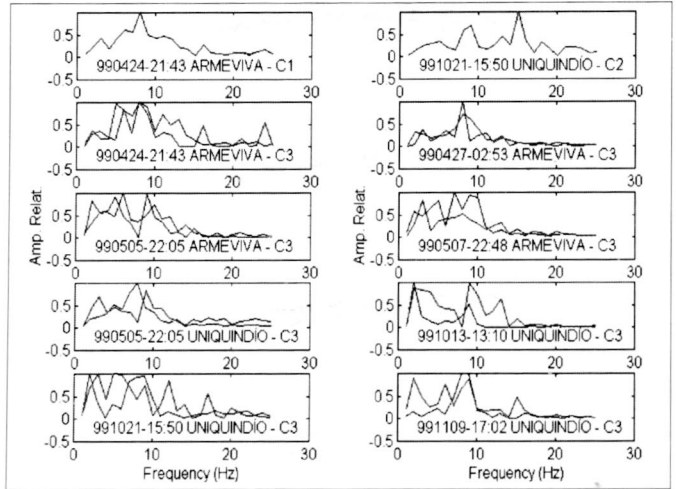 0 5
0
-0 5
0 10 20 30
990424-21:43 ARMEVIVA - C1
0 5
0
-0 5
0 10 20 30
991021-15:50 UNIQUINDIO - C2
0 5
0
-0 5
0 10 20 30
990424-21:43 ARMEVIVA - C3
0 5
0
-0 5
0 10 20 30
990427-02:53 ARMEVIVA - C3
Amp. Relat.
0 5
0
-0 5
0 10 20 30
990505-22:05 ARMEVIVA - C3
Amp. Relat.
0 5
0
-0 5
0 10 20 30
990507-22:48 ARMEVIVA - C3
0 5
0
-0 5
0 10 20 30
990505-22:05 UNIQUINDIO - C3
0 5
0
-0 5
0 10 20 30
991013-13:10 UNIQUINDIO - C3
0 5
0
-0 5
0 10 20 30
991021-15:50 UNIQUINDIO - C3
Frequency (Hz)
0 5
0
-0 5
0 10 20 30
991109-17:02 UNIQUINDIO - C3
Frequency (Hz)